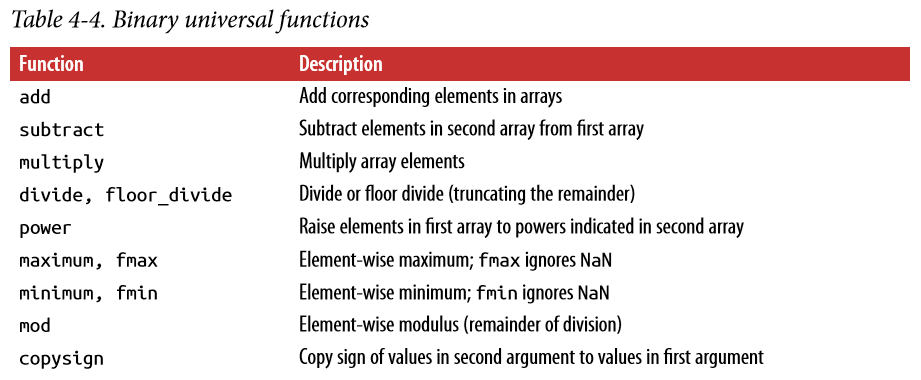 Table 4-4. Binary universal functions
Function Description
add Add corresponding elements in arrays
subtract Subtract elements in second array from first array
multiply Multiply array elements
divide, floor_divide Divide or floor divide (truncating the remainder)
power Raise elements in first array to powers indicated in second array
maximum, fmax Element-wise maximum; fmax ignores NaN
minimum, fmin Element-wise minimum; fmin ignores NaN
mod Element-wise modulus (remainder of division)
copysign Copy sign of values in second argument to values in first argument